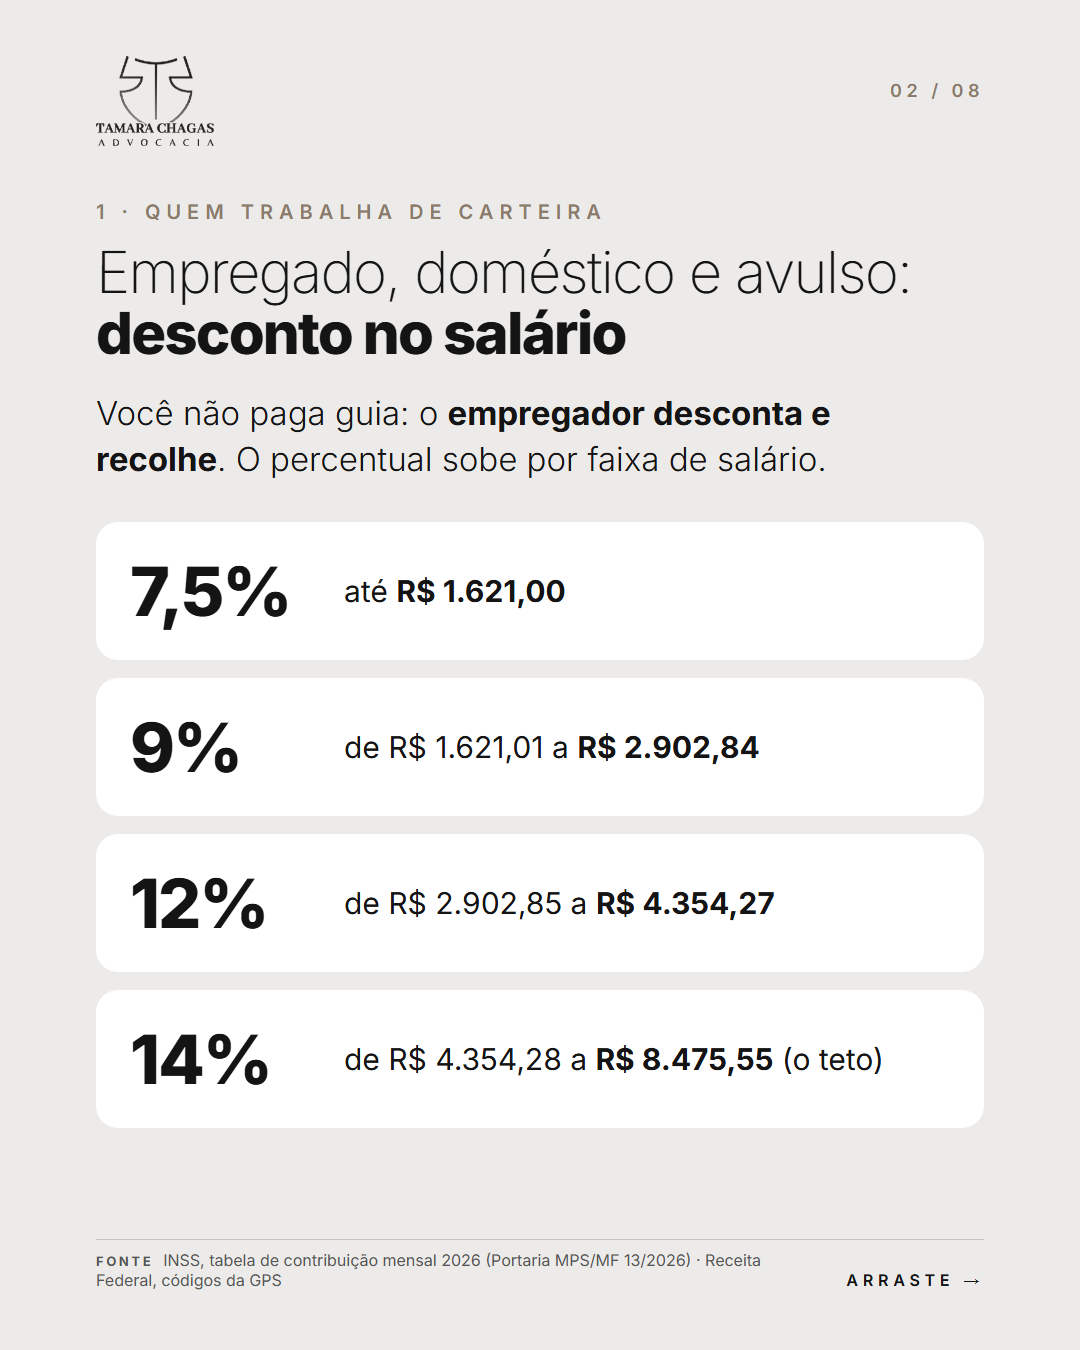 TAMARA CHAGAS
ADVOCACIA
02 / 08
1 · QUEM TRABALHA DE CARTEIRA
Empregado, doméstico e avulso:
desconto no salário
Você não paga guia: o empregador desconta e
recolhe. O percentual sobe por faixa de salário.
7,5% até R$ 1.621,00
9% de R$ 1.621,01 a R$ 2.902,84
12% de R$ 2.902,85 a R$ 4.354,27
14% de R$ 4.354,28 a R$ 8.475,55 (o teto)
FONTE INSS, tabela de contribuição mensal 2026 (Portaria MPS/MF 13/2026) · Receita
Federal, códigos da GPS
ARRASTE →